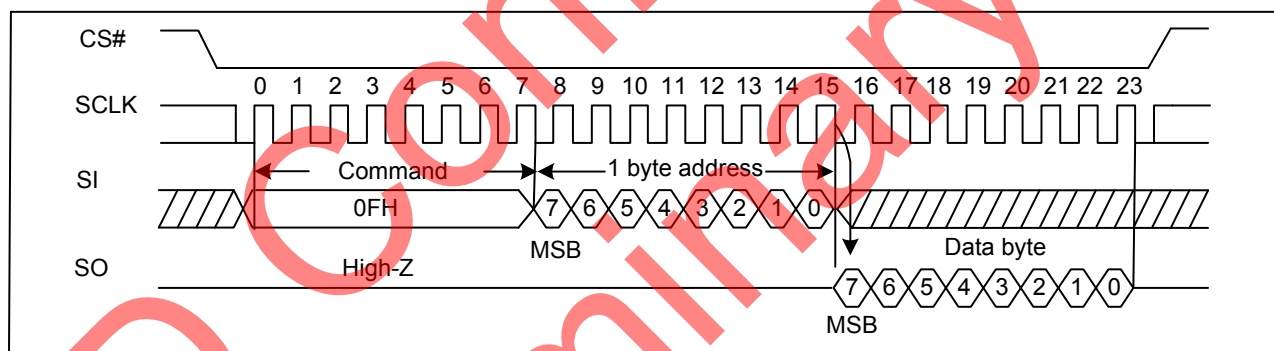 CS#
0 1 2 3 4 5 6 7 8 9 10 11 12 13 14 15 16 17 18 19 20 21 22 23
SCLK
Command 1 byte address
SI
0FH 7 6 5 4 3 2 1 0
MSB Data byte
SO High-Z
7 6 5 4 3 2 1 0
MSB